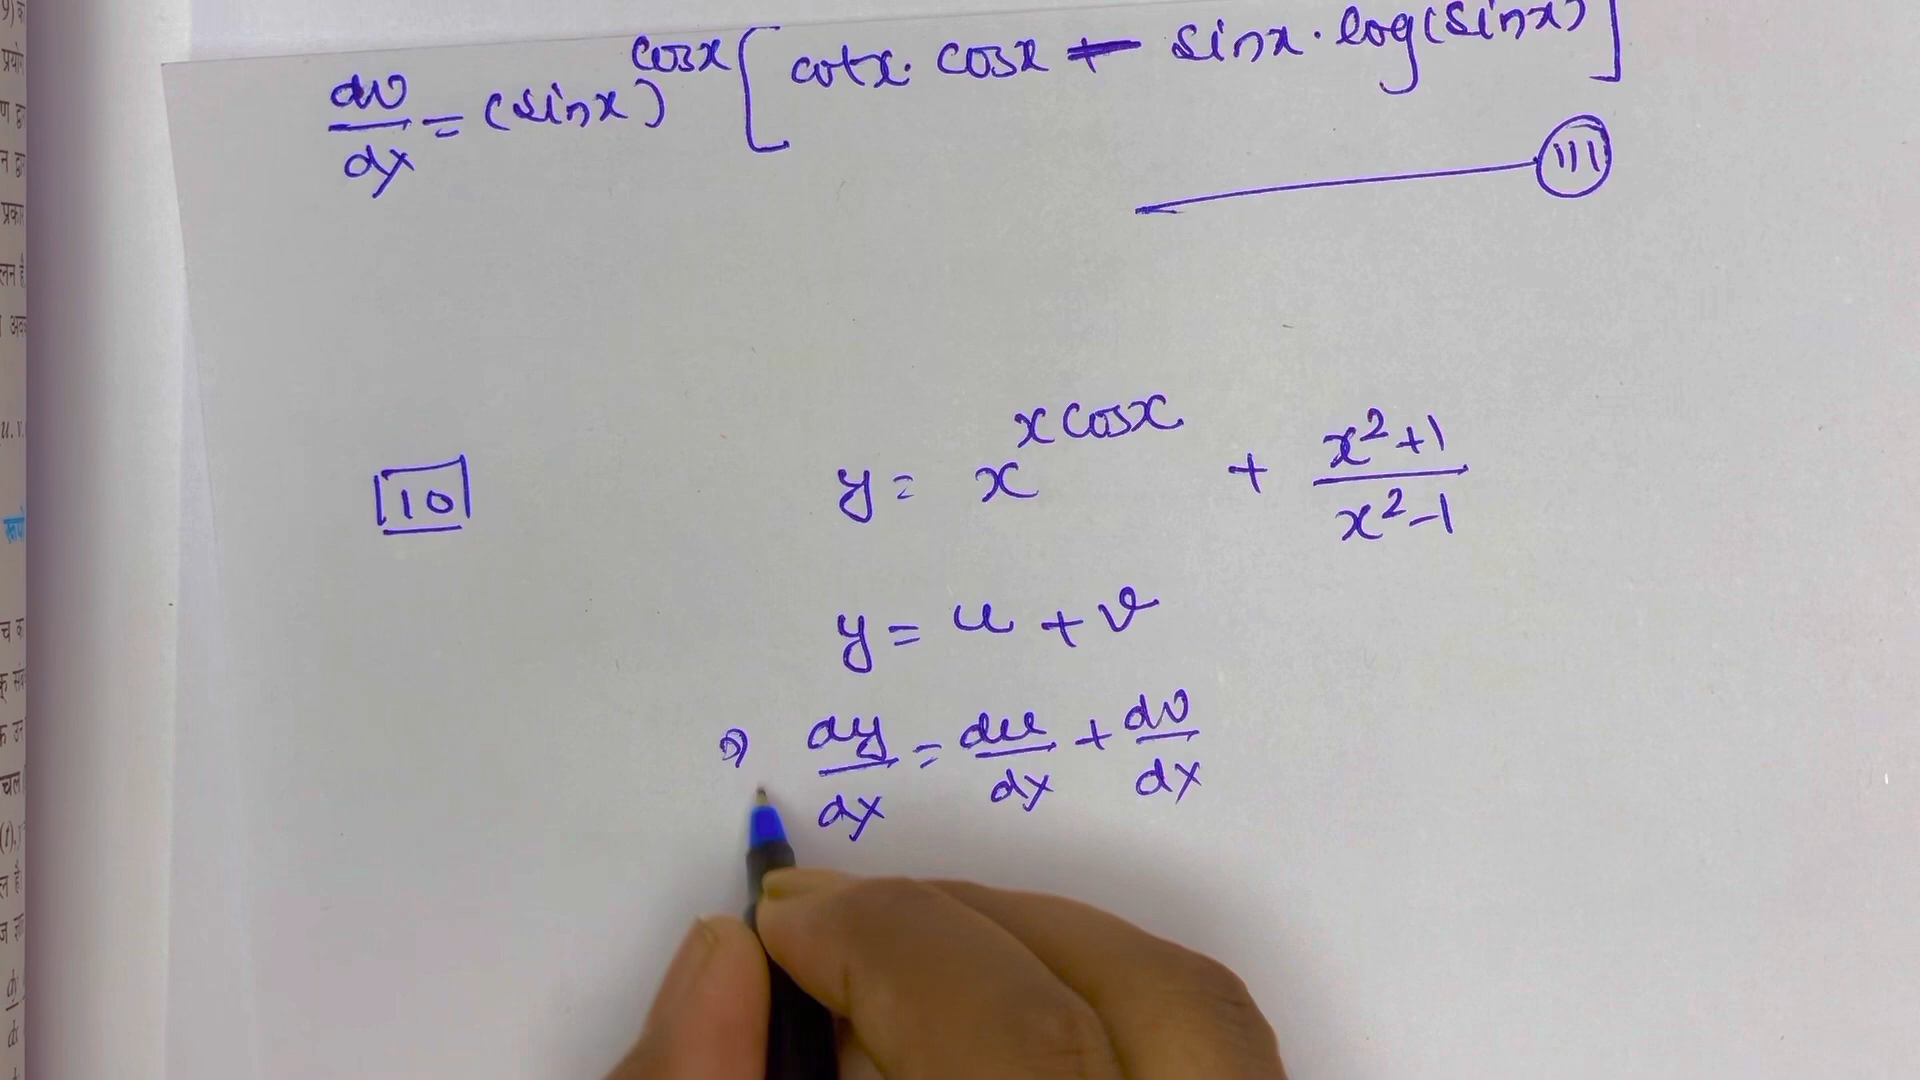 dv/dx = (sinx)^cosx [cotx. cosx - sinx. log(sinx)]
(III)
10 y = x^(x cosx) + (x²+1)/(x²-1)
y = u + v
⇒ dy/dx = du/dx + dv/dx